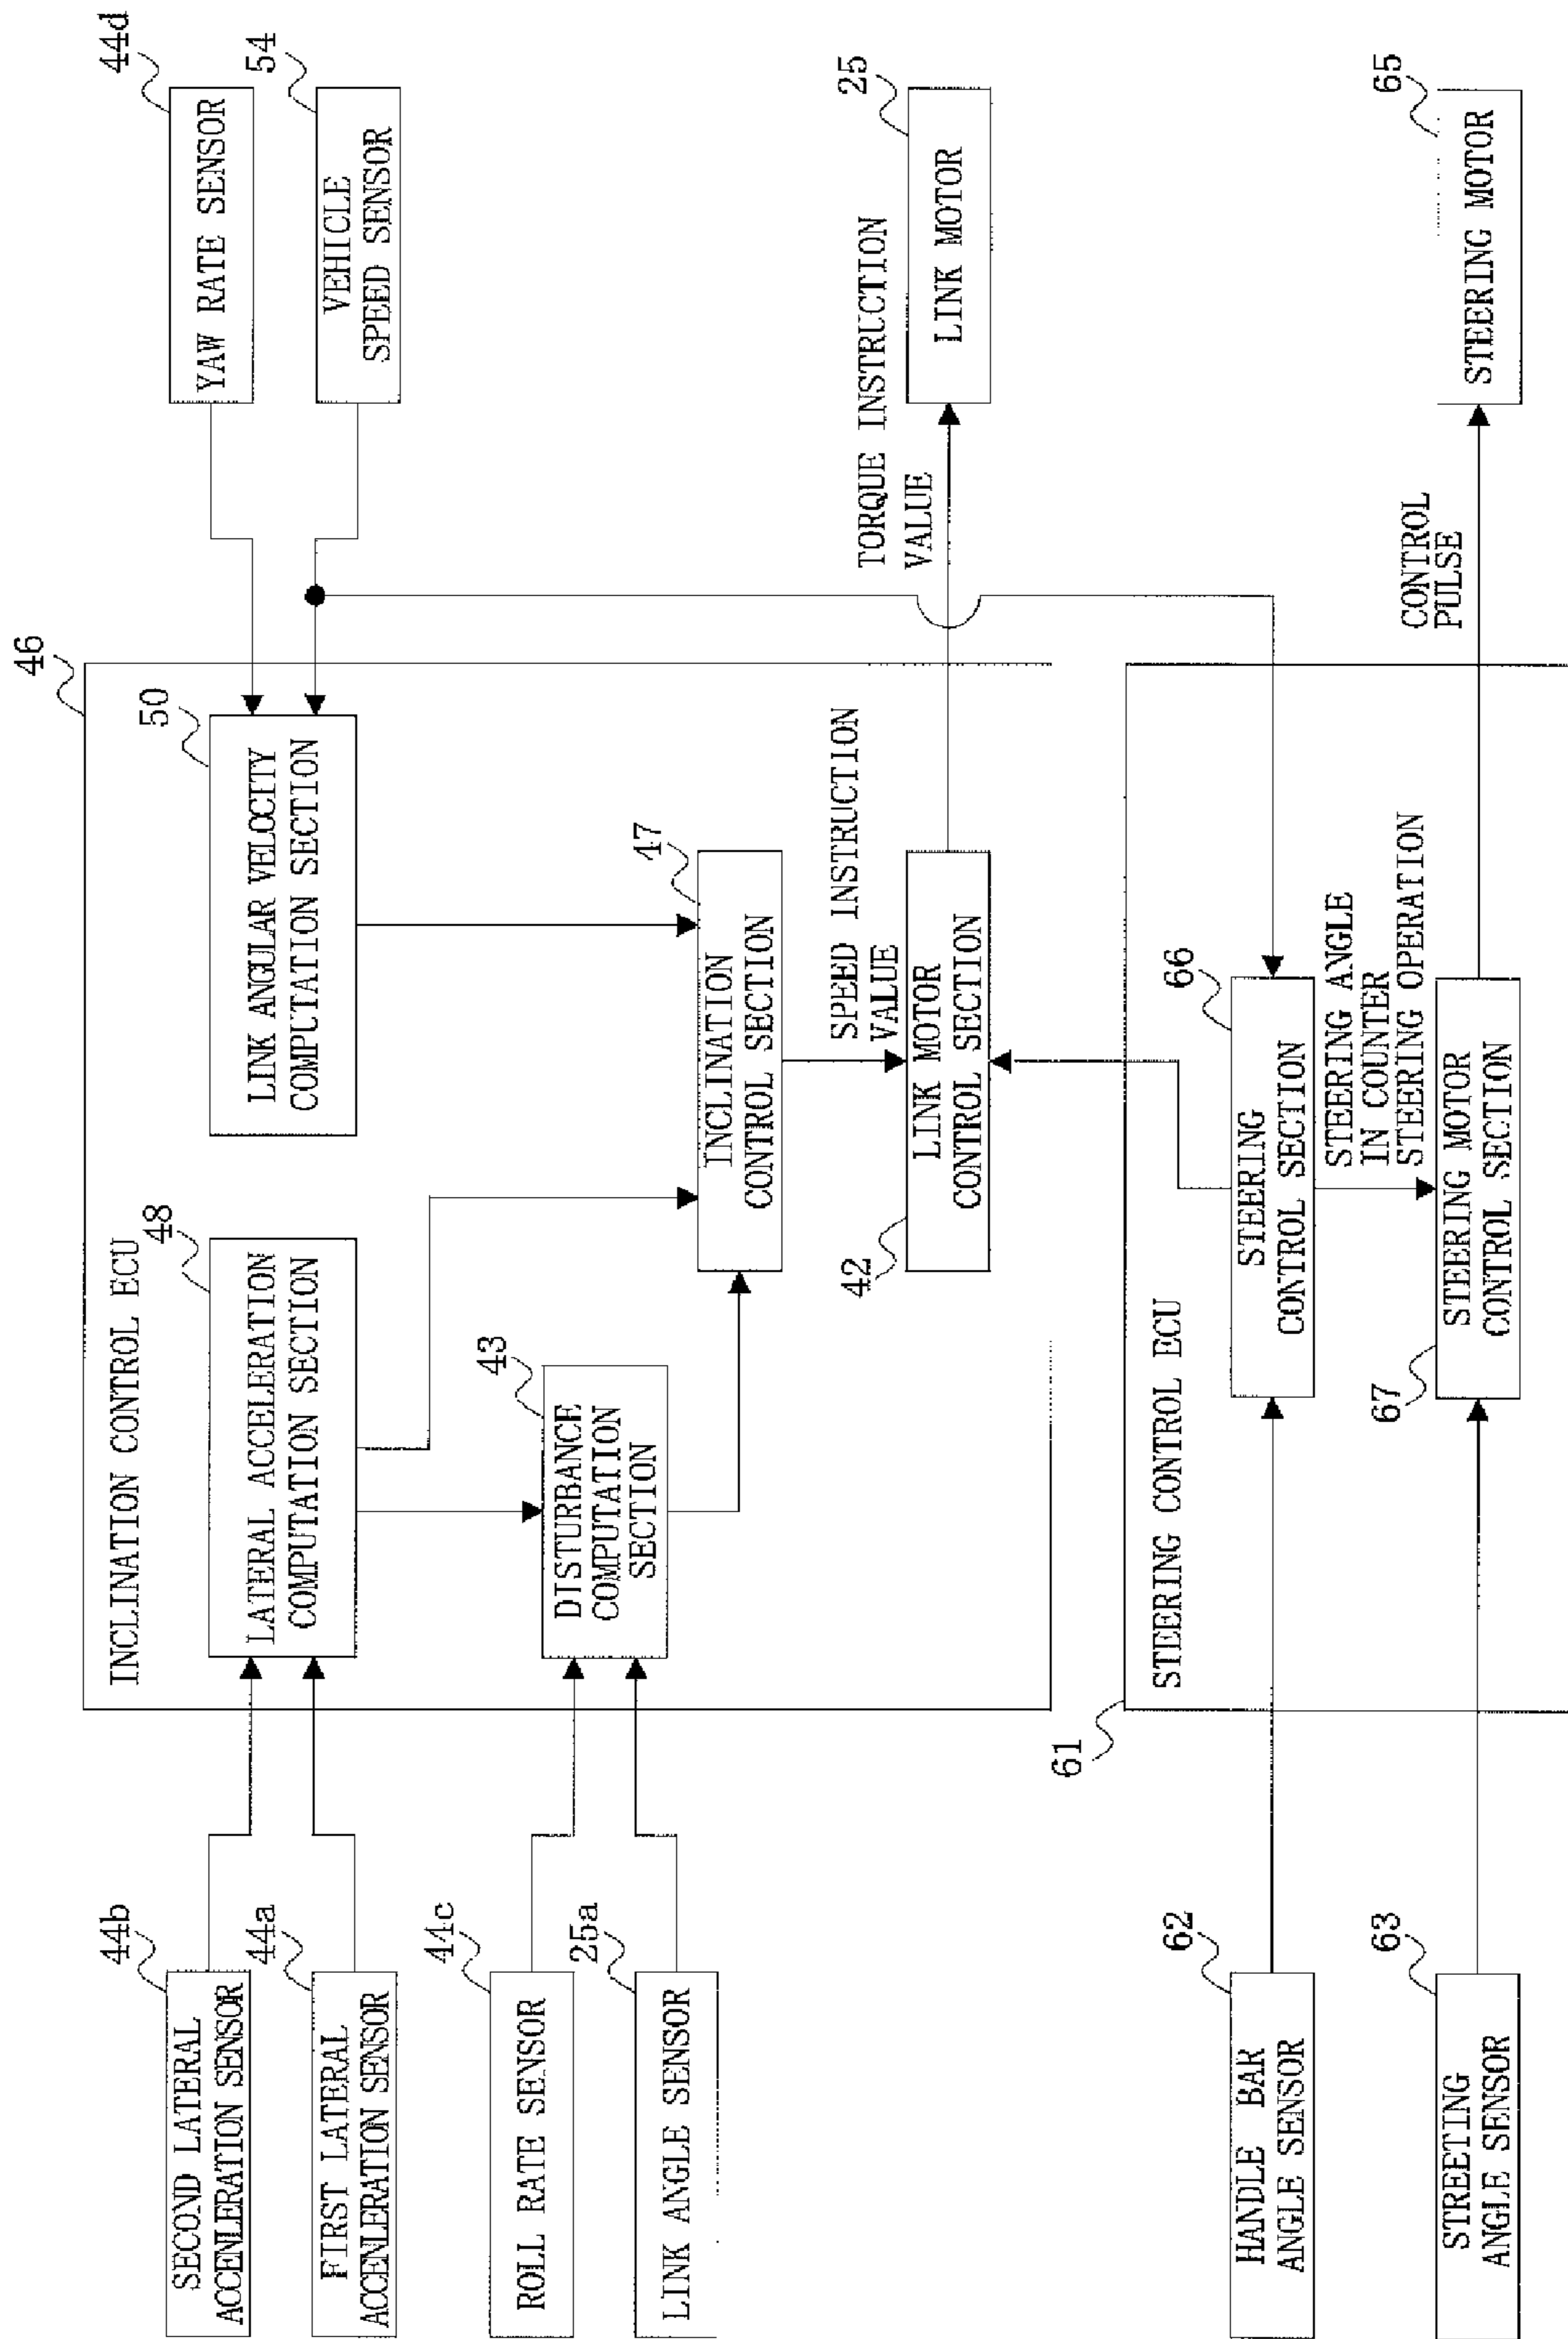 44b
SECOND LATERAL
ACCENLERATION SENSOR
44a
FIRST LATERAL
ACCENLERATION SENSOR
44c
ROLL RATE SENSOR
25a
LINK ANGLE SENSOR
62
HANDLE BAR
ANGLE SENSOR
63
STREETING
ANGLE SENSOR
INCLINATION CONTROL ECU
46
48
LATERAL ACCELERATION
COMPUTATION SECTION
50
LINK ANGULAR VELOCITY
COMPUTATION SECTION
43
DISTURBANCE
COMPUTATION
SECTION
47
INCLINATION
CONTROL SECTION
SPEED INSTRUCTION
VALUE
42
LINK MOTOR
CONTROL SECTION
61
STEERING CONTROL ECU
66
STEERING
CONTROL SECTION
STEERING ANGLE
IN COUNTER
STEERING OPERATION
67
STEERING MOTOR
CONTROL SECTION
44d
YAW RATE SENSOR
54
VEHICLE
SPEED SENSOR
TORQUE INSTRUCTION
VALUE
25
LINK MOTOR
CONTROL
PULSE
65
STEERING MOTOR